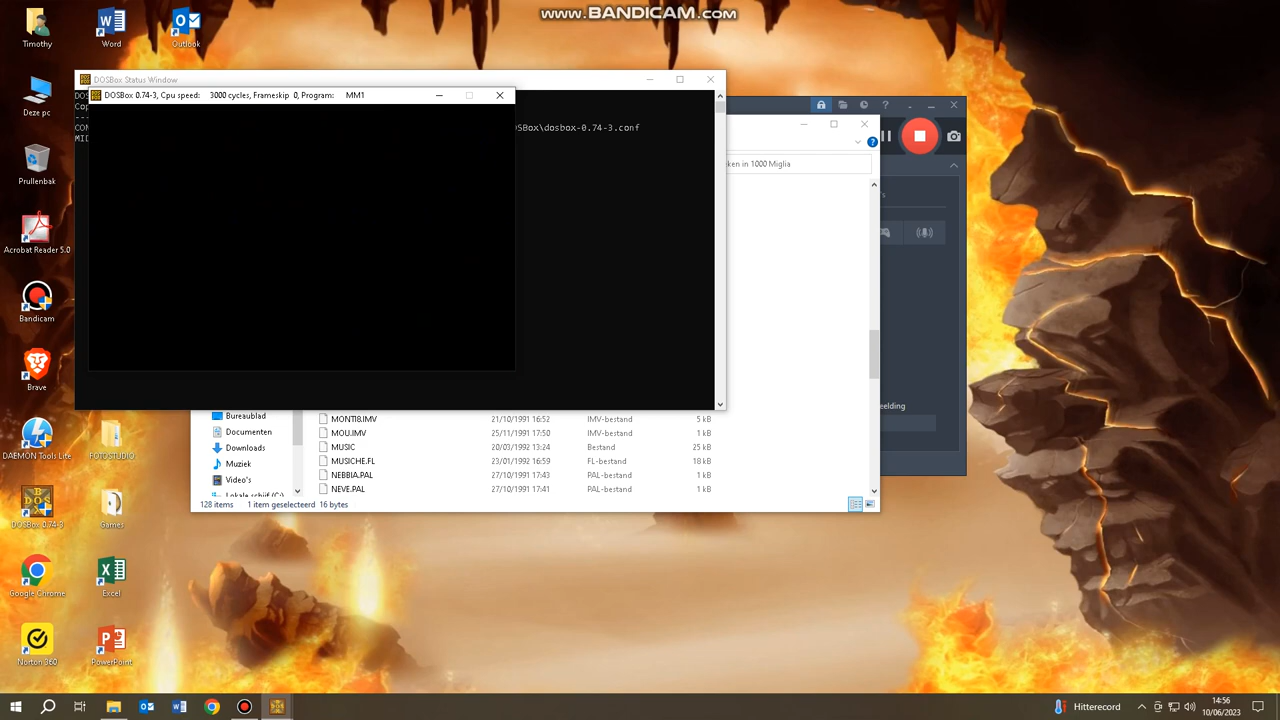 www.BANDICAM.com
Timothy
Word
Outlook
Deze pc
Prullenbak
Acrobat Reader 5.0
Bandicam
Brave
DAEMON Tools Lite
FOTOSTUDIO
DOSBox 0.74-3
Games
Google Chrome
Excel
Norton 360
PowerPoint
DOSBox Status Window
DOSBox 0.74-3, Cpu speed: 3000 cycles, Frameskip 0, Program: MM1
DOS
Cop
---
CON
OSBox\dosbox-0.74-3.conf
MID
ken in 1000 Miglia
eelding
Bureaublad
Documenten
Downloads
Muziek
Video's
Lokale schijf (C:)
MONTI8.IMV 21/10/1991 16:52 IMV-bestand 5 kB
MOU.IMV 25/11/1991 17:50 IMV-bestand 1 kB
MUSIC 20/03/1992 13:24 Bestand 25 kB
MUSICHE.FL 23/01/1992 16:59 FL-bestand 18 kB
NEBBIA.PAL 27/10/1991 17:43 PAL-bestand 1 kB
NEVE.PAL 27/10/1991 17:41 PAL-bestand 1 kB
128 items 1 item geselecteerd 16 bytes
Hitterecord
14:56
10/06/2023